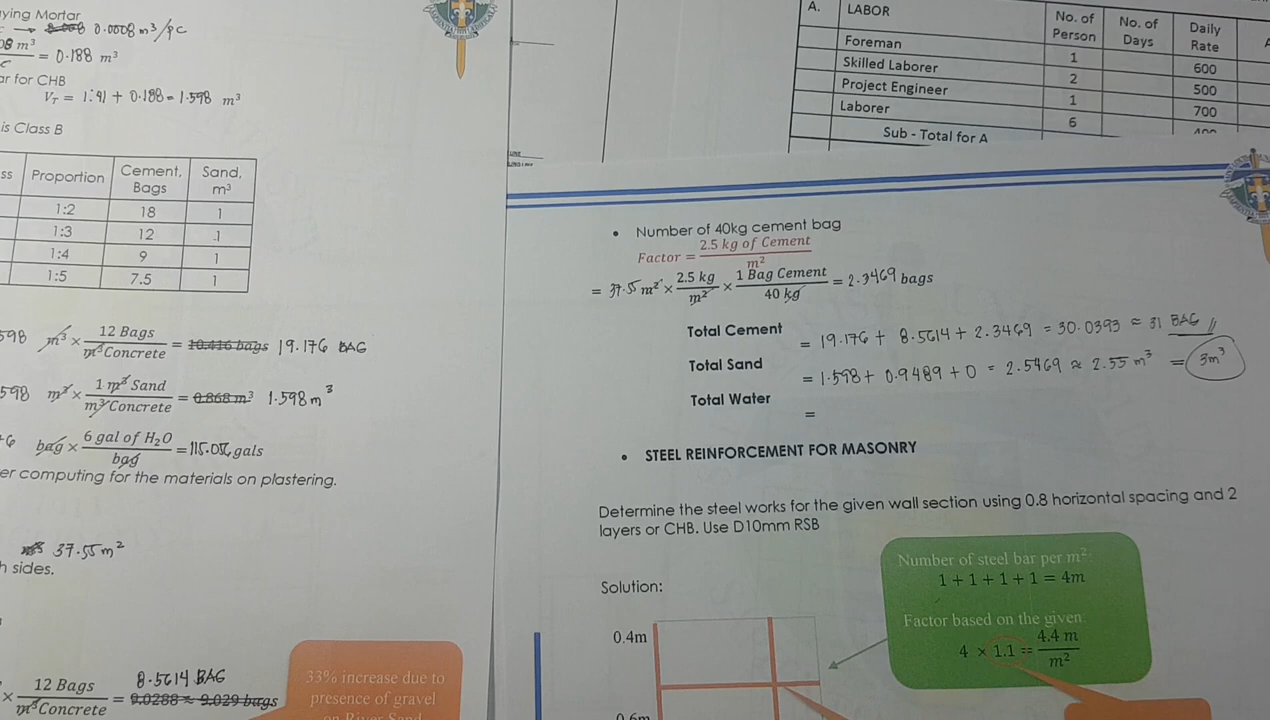 ying Mortar
0.0008 m³/pc
08 m³ = 0.188 m³
ar for CHB
V_T = 1.41 + 0.188 = 1.598 m³
is Class B
ss Proportion Cement, Bags Sand, m³
1:2 18 1
1:3 12 .1
1:4 9 1
1:5 7.5 1
598 m³ × 12 Bags / m³ Concrete = 10.416 bags 19.176 BAG
598 m³ × 1 m³ Sand / m³ Concrete = 0.868 m³ 1.598 m³
bag × 6 gal of H₂O / bag = 115.056 gals
er computing for the materials on plastering.
37.55 m²
h sides.
× 12 Bags / m³ Concrete = 9.0288 ≈ 9.029 bags 8.5614 BAG
33% increase due to
presence of gravel
on River Sand
A. LABOR No. of Person No. of Days Daily Rate A
Foreman 1 600
Skilled Laborer 2 500
Project Engineer 1 700
Laborer 6 400
Sub - Total for A
• Number of 40kg cement bag
Factor = 2.5 kg of Cement / m²
= 37.55 m² × 2.5 kg / m² × 1 Bag Cement / 40 kg = 2.3469 bags
Total Cement = 19.176 + 8.5614 + 2.3469 = 30.0393 ≈ 31 BAG //
Total Sand = 1.598 + 0.9489 + 0 = 2.5469 ≈ 2.55 m³ = 3m³
Total Water =
• STEEL REINFORCEMENT FOR MASONRY
Determine the steel works for the given wall section using 0.8 horizontal spacing and 2
layers or CHB. Use D10mm RSB
Solution:
Number of steel bar per m²:
1 + 1 + 1 + 1 = 4m
Factor based on the given:
4 × 1.1 = 4.4 m / m²
0.4m
0.6m